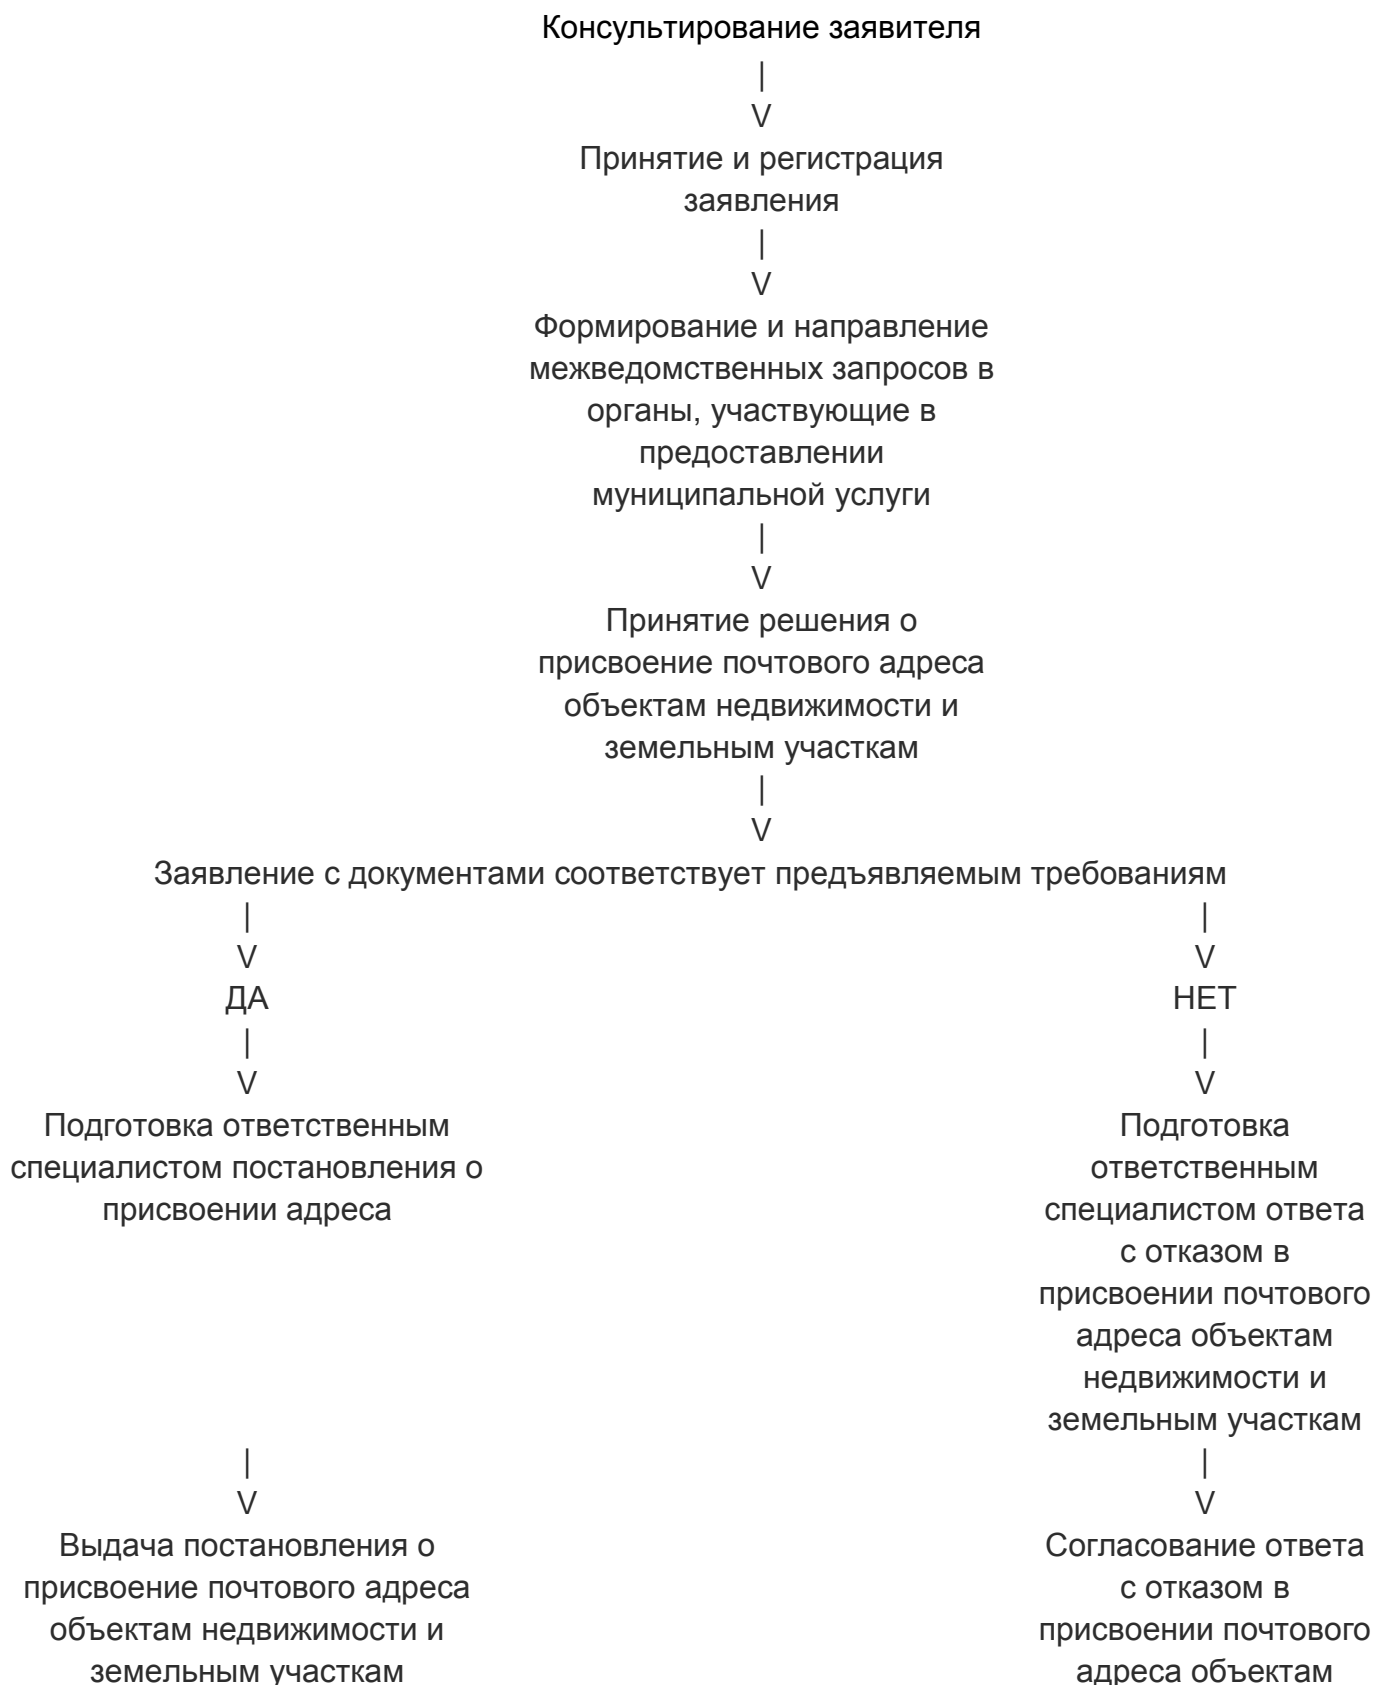 Консультирование заявителя
|
V
Принятие и регистрация
заявления
|
V
Формирование и направление
межведомственных запросов в
органы, участвующие в
предоставлении
муниципальной услуги
|
V
Принятие решения о
присвоение почтового адреса
объектам недвижимости и
земельным участкам
|
V
Заявление с документами соответствует предъявляемым требованиям
|
V
ДА
|
V
Подготовка ответственным
специалистом постановления о
присвоении адреса
|
V
Выдача постановления о
присвоение почтового адреса
объектам недвижимости и
земельным участкам
|
V
НЕТ
|
V
Подготовка
ответственным
специалистом ответа
с отказом в
присвоении почтового
адреса объектам
недвижимости и
земельным участкам
|
V
Согласование ответа
с отказом в
присвоении почтового
адреса объектам